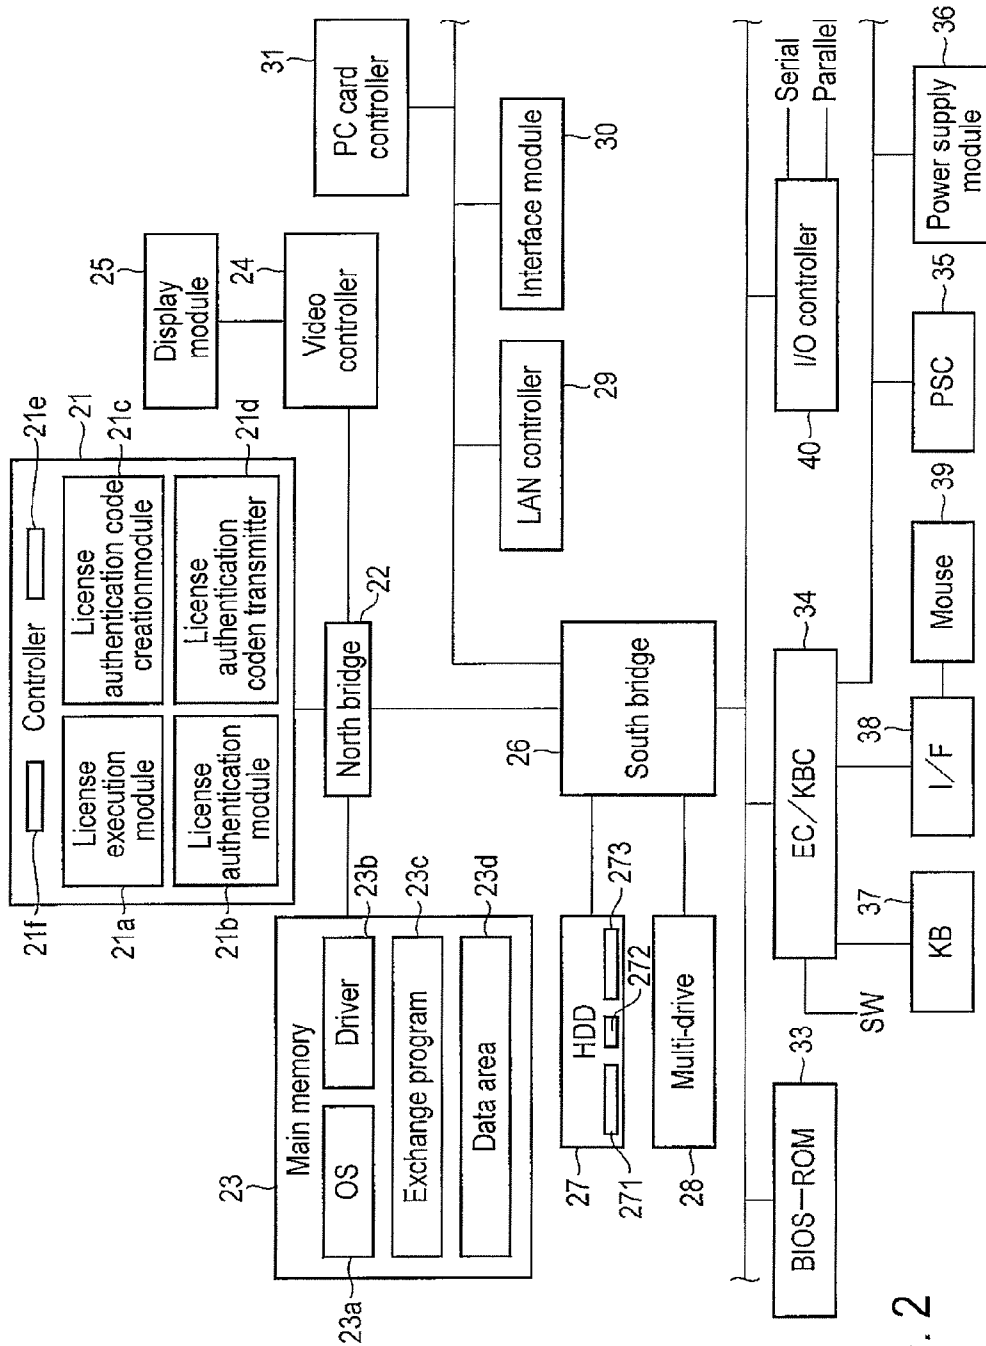 21f
Controller
21e
21
License
execution
module
21a
License
authentication code
creationmodule
21c
License
authentication
module
21b
License
authentication
coden transmitter
21d
Display
module
25
Video
controller
24
PC card
controller
31
North bridge
22
23
Main memory
OS
23a
Driver
23b
Exchange program
23c
Data area
23d
LAN controller
29
Interface module
30
South bridge
26
27
HDD
271
272
273
Multi-drive
28
BIOS-ROM
33
EC/KBC
34
SW
KB
37
I/F
38
Mouse
39
I/O controller
40
Serial
Parallel
PSC
35
Power supply
module
36
. 2